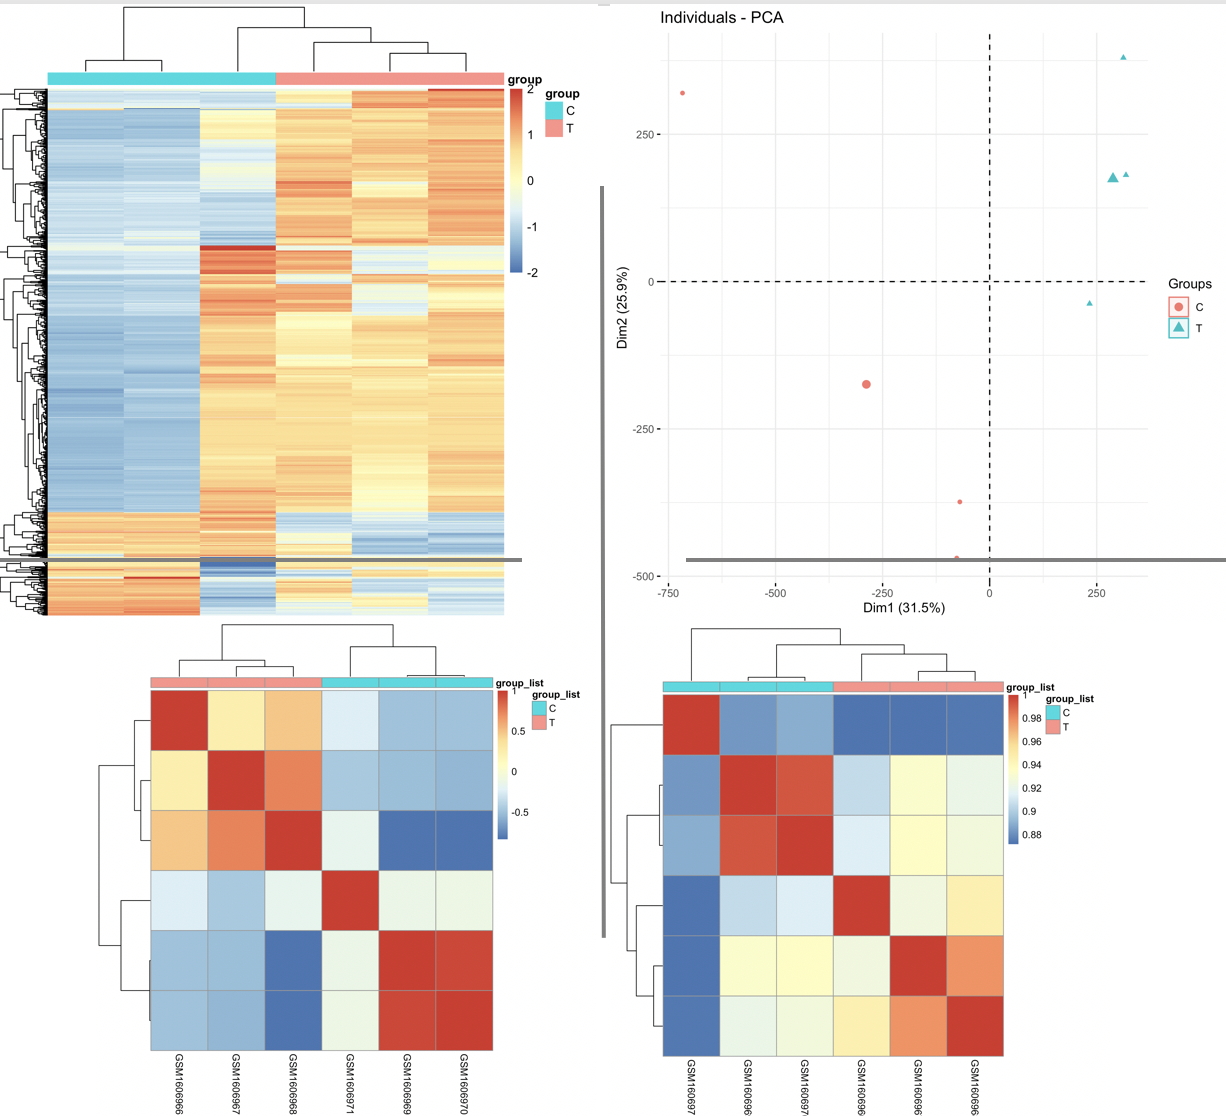 group
2
1
0
-1
-2
group
C
T
Individuals - PCA
Dim2 (25.9%)
250
0
-250
-500
-750
-500
-250
0
250
Dim1 (31.5%)
Groups
C
T
group_list
1
0.5
0
-0.5
group_list
C
T
GSM1606966
GSM1606967
GSM1606968
GSM1606971
GSM1606969
GSM1606970
group_list
1
0.98
0.96
0.94
0.92
0.9
0.88
group_list
C
T
GSM160697
GSM160696
GSM160697
GSM160696
GSM160696
GSM160696